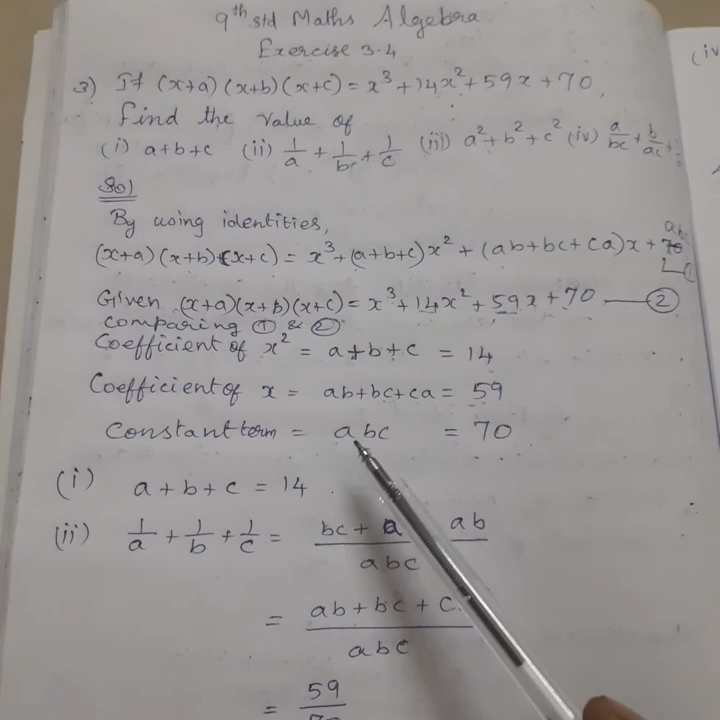 9th std Maths Algebra
Exercise 3.4
3) If (x+a)(x+b)(x+c) = x³+14x²+59x+70,
find the value of
(i) a+b+c (ii) 1/a + 1/b + 1/c (iii) a²+b²+c² (iv) a/bc + b/ac +
Sol
By using identities,
(x+a)(x+b)(x+c) = x³+(a+b+c)x²+(ab+bc+ca)x+abc
Given (x+a)(x+b)(x+c) = x³+14x²+59x+70 — ②
comparing ① & ②
Coefficient of x² = a+b+c = 14
Coefficient of x = ab+bc+ca = 59
Constant term = abc = 70
(i) a+b+c = 14.
(ii) 1/a + 1/b + 1/c = bc + a ab / abc
= ab+bc+c / abc
= 59
(iv